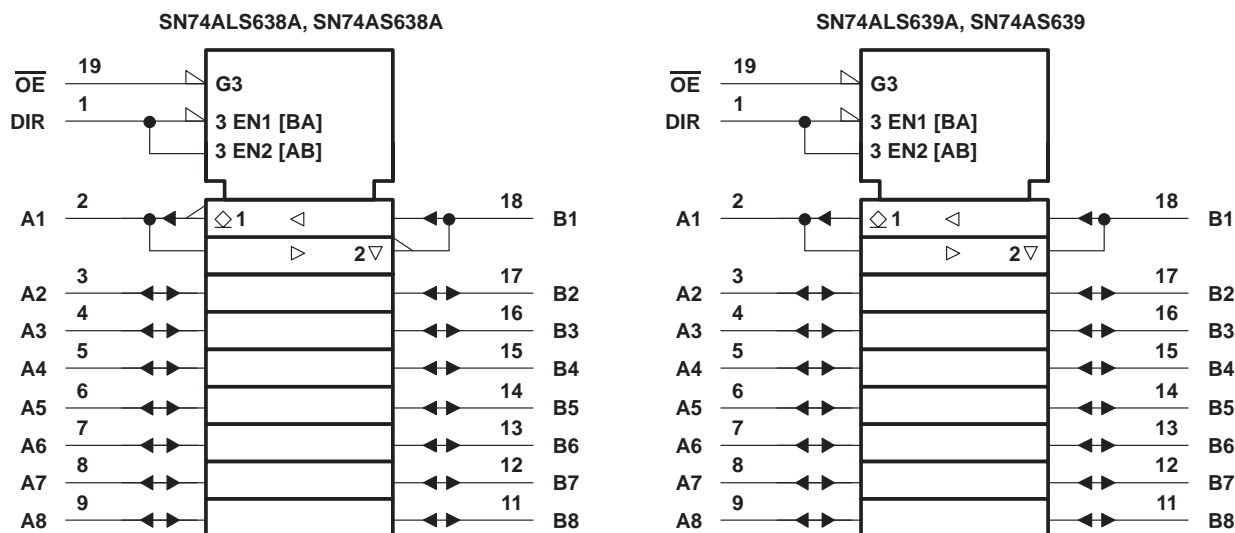 SN74ALS638A, SN74AS638A
OE 19 G3
DIR 1 3 EN1 [BA]
3 EN2 [AB]
A1 2 1 18 B1
2
A2 3 17 B2
A3 4 16 B3
A4 5 15 B4
A5 6 14 B5
A6 7 13 B6
A7 8 12 B7
A8 9 11 B8
SN74ALS639A, SN74AS639
OE 19 G3
DIR 1 3 EN1 [BA]
3 EN2 [AB]
A1 2 1 18 B1
2
A2 3 17 B2
A3 4 16 B3
A4 5 15 B4
A5 6 14 B5
A6 7 13 B6
A7 8 12 B7
A8 9 11 B8